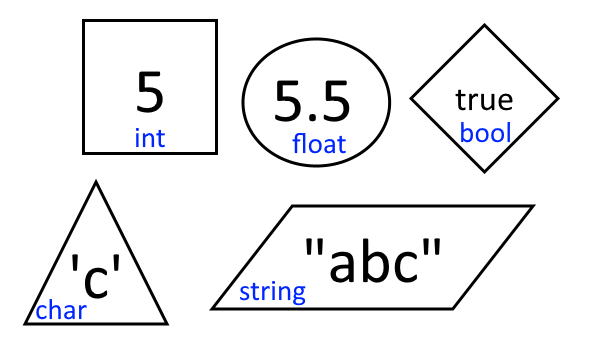 5
int
5.5
float
true
bool
'c'
char
"abc"
string